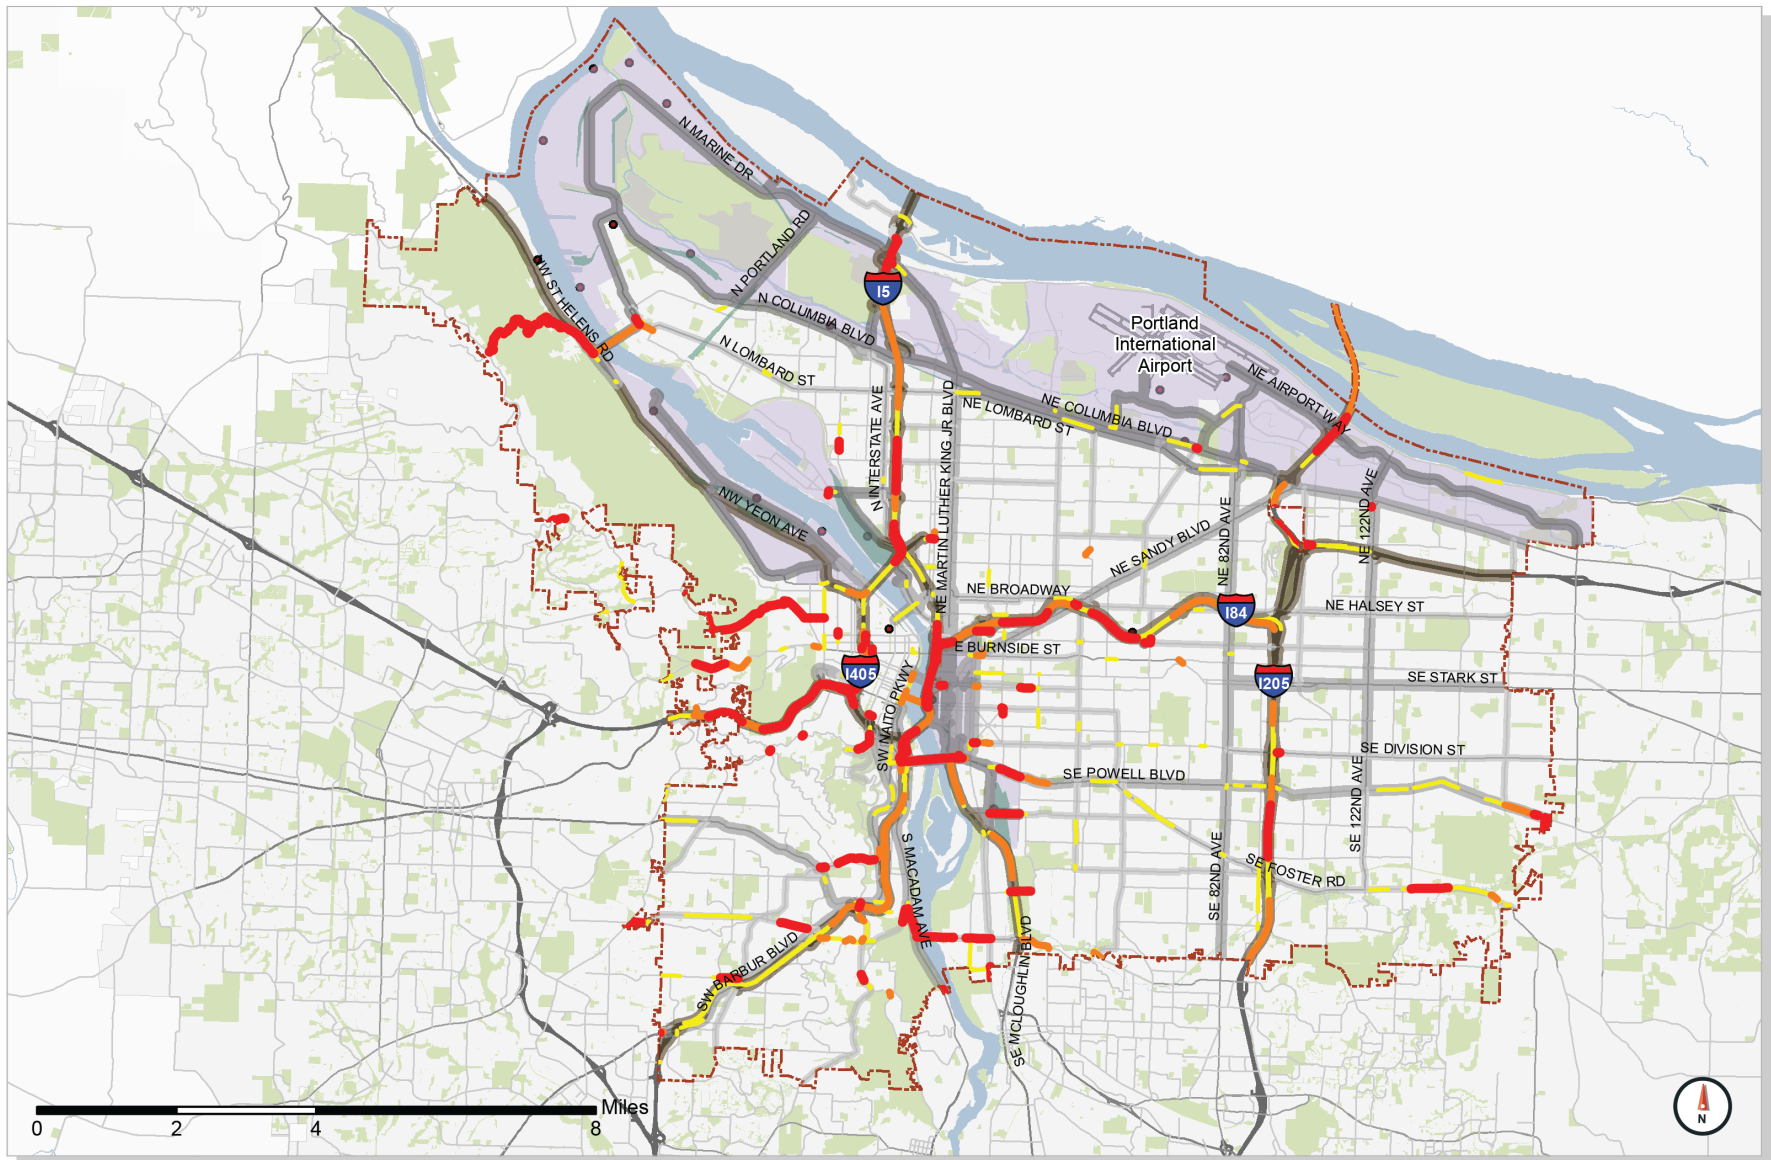 N MARINE DR
N PORTLAND RD
NW ST HELENS RD
I5
N COLUMBIA BLVD
N LOMBARD ST
Portland
International
Airport
NE AIRPORT WAY
NE COLUMBIA BLVD
NE LOMBARD ST
N INTERSTATE AVE
NE MARTIN LUTHER KING JR BLVD
NW YEON AVE
NE SANDY BLVD
NE 82ND AVE
NE 122ND AVE
NE BROADWAY
I84
NE HALSEY ST
E BURNSIDE ST
I405
I205
SE STARK ST
SW NAITO PKWY
SE DIVISION ST
SE POWELL BLVD
SE 122ND AVE
SE 82ND AVE
SE FOSTER RD
S MACADAM AVE
SW BARBUR BLVD
SE MCLOUGHLIN BLVD
Miles
0 2 4 8
N